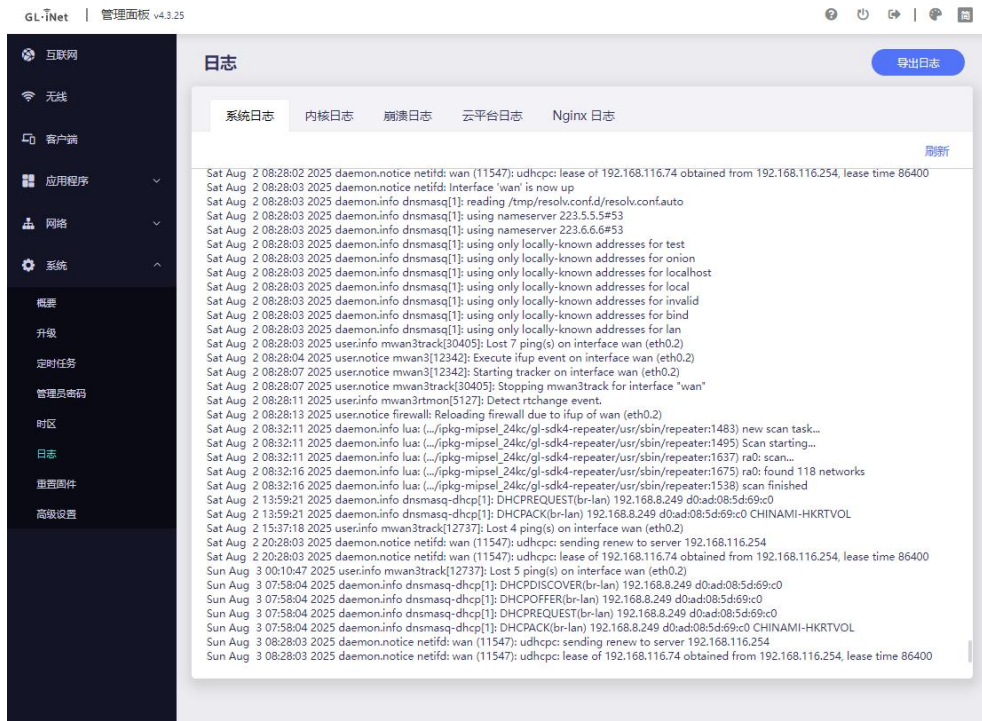 GL·iNet | 管理面板 v4.3.25
简
互联网
无线
客户端
应用程序
网络
系统
概要
升级
定时任务
管理员密码
时区
日志
重置固件
高级设置
日志
导出日志
系统日志 内核日志 崩溃日志 云平台日志 Nginx 日志
刷新
Sat Aug 2 08:28:02 2025 daemon.notice netifd: wan (11547): udhcpc: lease of 192.168.116.74 obtained from 192.168.116.254, lease time 86400
Sat Aug 2 08:28:03 2025 daemon.notice netifd: Interface 'wan' is now up
Sat Aug 2 08:28:03 2025 daemon.info dnsmasq[1]: reading /tmp/resolv.conf.d/resolv.conf.auto
Sat Aug 2 08:28:03 2025 daemon.info dnsmasq[1]: using nameserver 223.5.5.5#53
Sat Aug 2 08:28:03 2025 daemon.info dnsmasq[1]: using nameserver 223.6.6.6#53
Sat Aug 2 08:28:03 2025 daemon.info dnsmasq[1]: using only locally-known addresses for test
Sat Aug 2 08:28:03 2025 daemon.info dnsmasq[1]: using only locally-known addresses for onion
Sat Aug 2 08:28:03 2025 daemon.info dnsmasq[1]: using only locally-known addresses for localhost
Sat Aug 2 08:28:03 2025 daemon.info dnsmasq[1]: using only locally-known addresses for local
Sat Aug 2 08:28:03 2025 daemon.info dnsmasq[1]: using only locally-known addresses for invalid
Sat Aug 2 08:28:03 2025 daemon.info dnsmasq[1]: using only locally-known addresses for bind
Sat Aug 2 08:28:03 2025 daemon.info dnsmasq[1]: using only locally-known addresses for lan
Sat Aug 2 08:28:03 2025 user.info mwan3track[30405]: Lost 7 ping(s) on interface wan (eth0.2)
Sat Aug 2 08:28:04 2025 user.notice mwan3[12342]: Execute ifup event on interface wan (eth0.2)
Sat Aug 2 08:28:07 2025 user.notice mwan3[12342]: Starting tracker on interface wan (eth0.2)
Sat Aug 2 08:28:07 2025 user.notice mwan3track[30405]: Stopping mwan3track for interface "wan"
Sat Aug 2 08:28:11 2025 user.info mwan3rtmon[5127]: Detect rtchange event.
Sat Aug 2 08:28:13 2025 user.notice firewall: Reloading firewall due to ifup of wan (eth0.2)
Sat Aug 2 08:32:11 2025 daemon.info lua: (.../ipkg-mipsel_24kc/gl-sdk4-repeater/usr/sbin/repeater:1483) new scan task...
Sat Aug 2 08:32:11 2025 daemon.info lua: (.../ipkg-mipsel_24kc/gl-sdk4-repeater/usr/sbin/repeater:1495) Scan starting...
Sat Aug 2 08:32:11 2025 daemon.info lua: (.../ipkg-mipsel_24kc/gl-sdk4-repeater/usr/sbin/repeater:1637) ra0: scan...
Sat Aug 2 08:32:16 2025 daemon.info lua: (.../ipkg-mipsel_24kc/gl-sdk4-repeater/usr/sbin/repeater:1675) ra0: found 118 networks
Sat Aug 2 08:32:16 2025 daemon.info lua: (.../ipkg-mipsel_24kc/gl-sdk4-repeater/usr/sbin/repeater:1538) scan finished
Sat Aug 2 13:59:21 2025 daemon.info dnsmasq-dhcp[1]: DHCPREQUEST(br-lan) 192.168.8.249 d0:ad:08:5d:69:c0
Sat Aug 2 13:59:21 2025 daemon.info dnsmasq-dhcp[1]: DHCPACK(br-lan) 192.168.8.249 d0:ad:08:5d:69:c0 CHINAMI-HKRTVOL
Sat Aug 2 15:37:18 2025 user.info mwan3track[12737]: Lost 4 ping(s) on interface wan (eth0.2)
Sat Aug 2 20:28:03 2025 daemon.notice netifd: wan (11547): udhcpc: sending renew to server 192.168.116.254
Sat Aug 2 20:28:03 2025 daemon.notice netifd: wan (11547): udhcpc: lease of 192.168.116.74 obtained from 192.168.116.254, lease time 86400
Sun Aug 3 00:10:47 2025 user.info mwan3track[12737]: Lost 5 ping(s) on interface wan (eth0.2)
Sun Aug 3 07:58:04 2025 daemon.info dnsmasq-dhcp[1]: DHCPDISCOVER(br-lan) 192.168.8.249 d0:ad:08:5d:69:c0
Sun Aug 3 07:58:04 2025 daemon.info dnsmasq-dhcp[1]: DHCPOFFER(br-lan) 192.168.8.249 d0:ad:08:5d:69:c0
Sun Aug 3 07:58:04 2025 daemon.info dnsmasq-dhcp[1]: DHCPREQUEST(br-lan) 192.168.8.249 d0:ad:08:5d:69:c0
Sun Aug 3 07:58:04 2025 daemon.info dnsmasq-dhcp[1]: DHCPACK(br-lan) 192.168.8.249 d0:ad:08:5d:69:c0 CHINAMI-HKRTVOL
Sun Aug 3 08:28:03 2025 daemon.notice netifd: wan (11547): udhcpc: sending renew to server 192.168.116.254
Sun Aug 3 08:28:03 2025 daemon.notice netifd: wan (11547): udhcpc: lease of 192.168.116.74 obtained from 192.168.116.254, lease time 86400